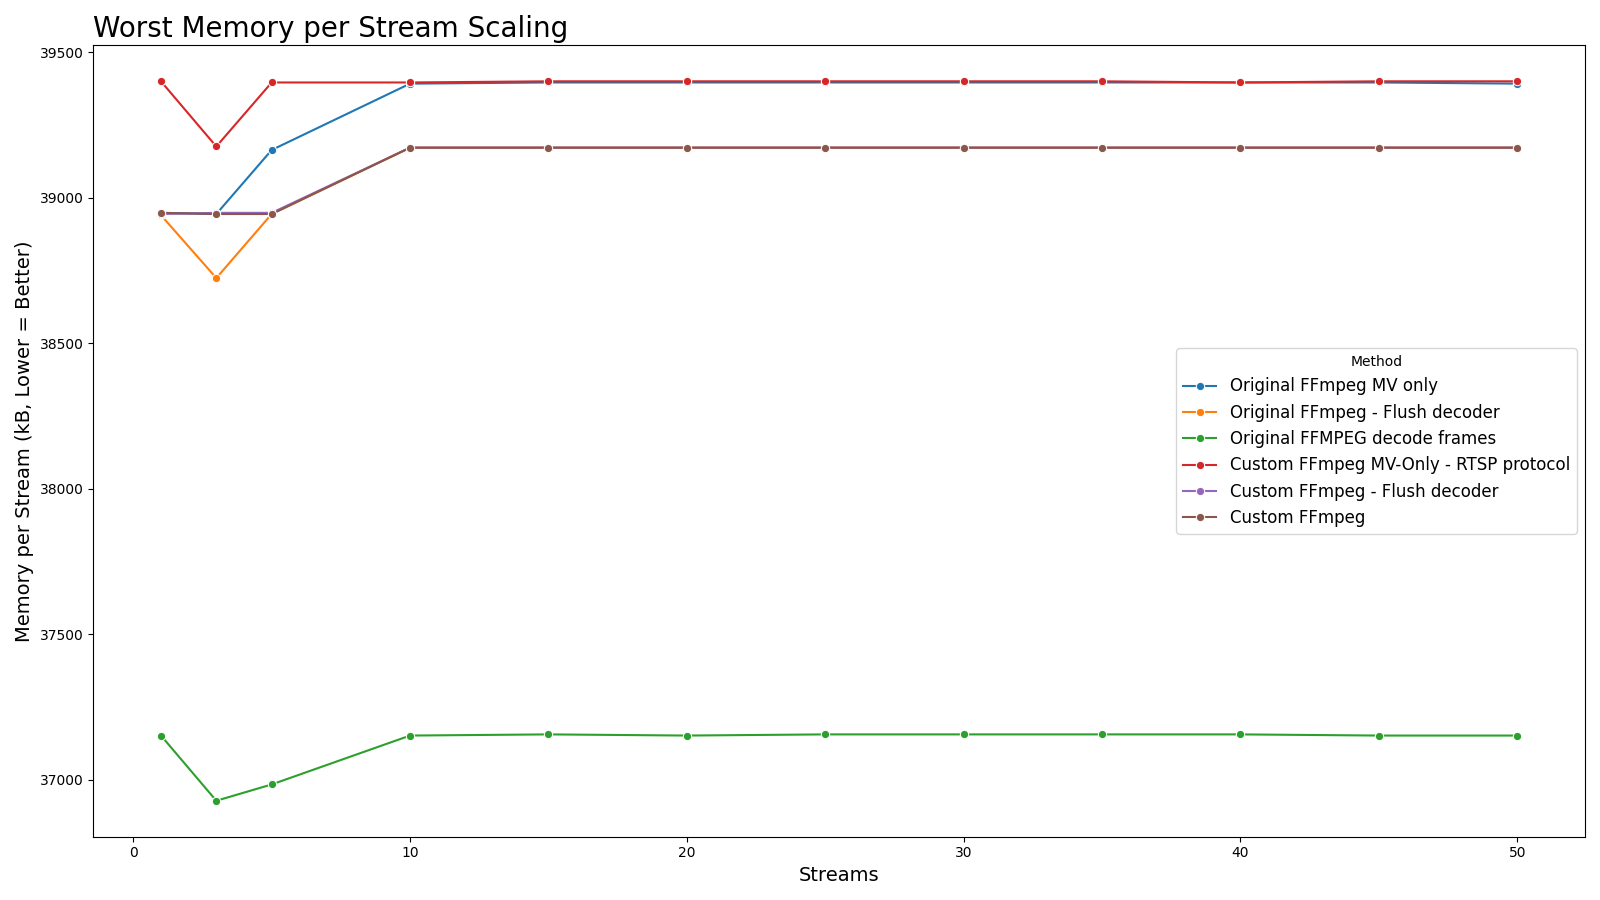 Worst Memory per Stream Scaling
Memory per Stream (kB, Lower = Better)
39500
39000
38500
38000
37500
37000
Method
Original FFmpeg MV only
Original FFmpeg - Flush decoder
Original FFMPEG decode frames
Custom FFmpeg MV-Only - RTSP protocol
Custom FFmpeg - Flush decoder
Custom FFmpeg
0 10 20 30 40 50
Streams